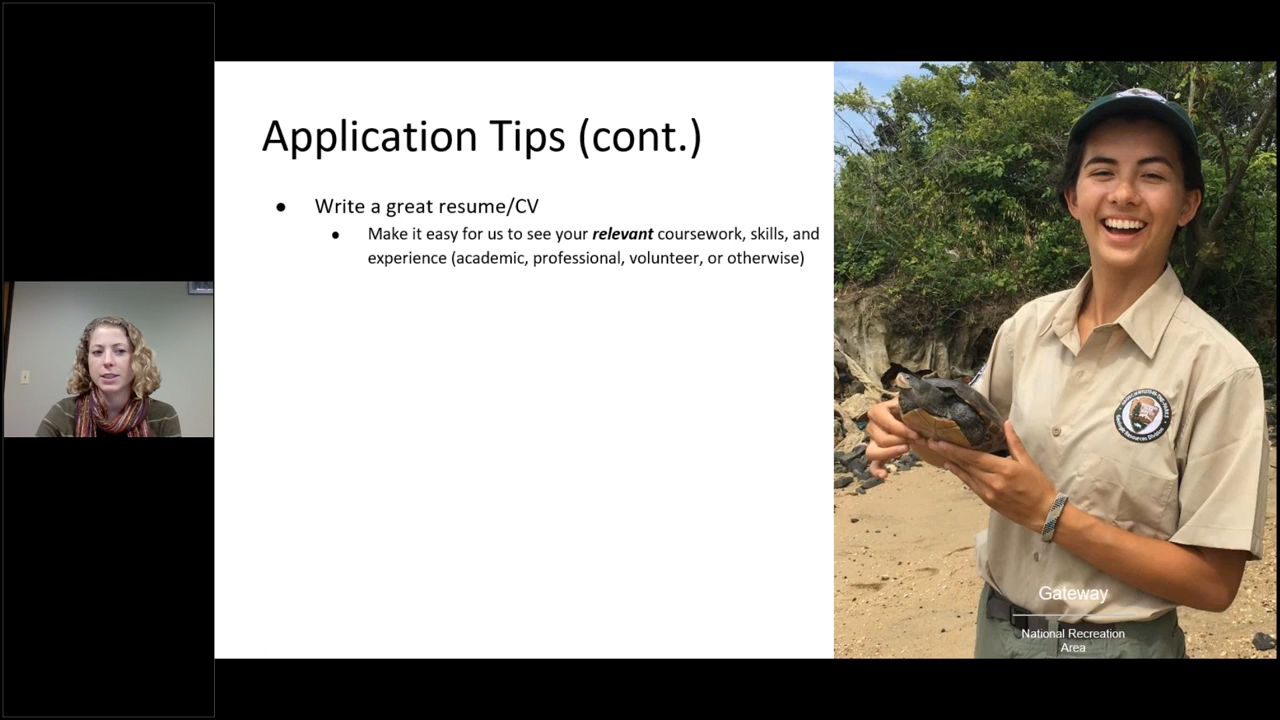 Application Tips (cont.)
● Write a great resume/CV
● Make it easy for us to see your relevant coursework, skills, and
experience (academic, professional, volunteer, or otherwise)
Gateway
National Recreation
Area